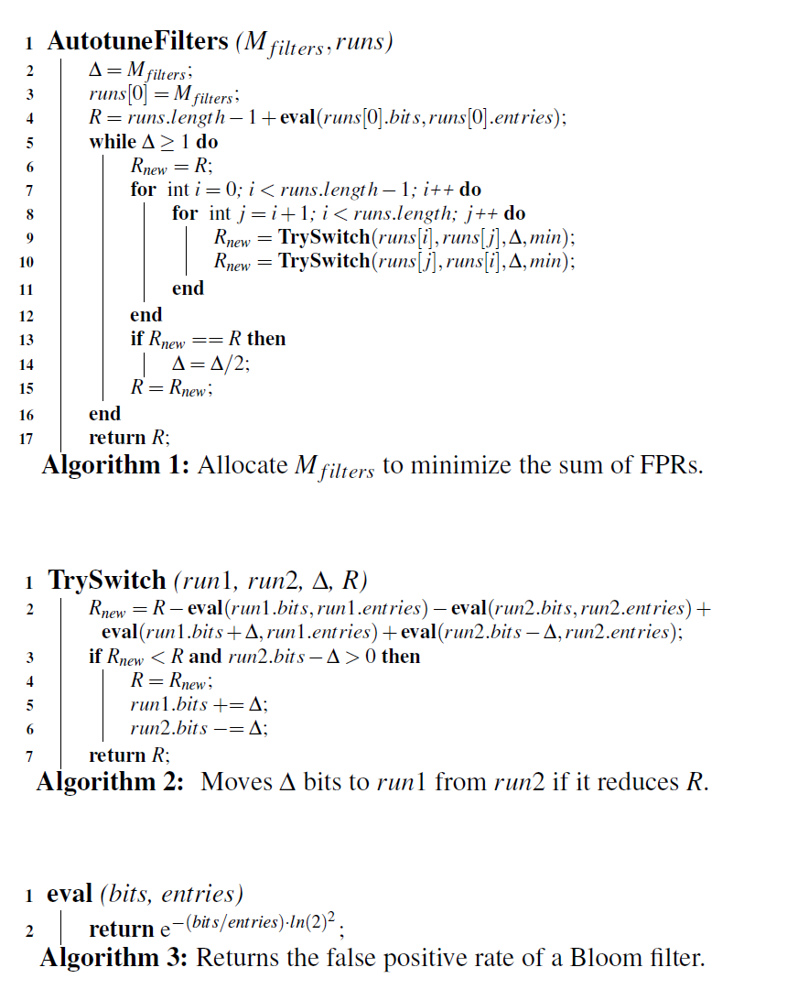 1 AutotuneFilters (M_filters, runs)
2 Δ = M_filters;
3 runs[0] = M_filters;
4 R = runs.length − 1 + eval(runs[0].bits, runs[0].entries);
5 while Δ ≥ 1 do
6 R_new = R;
7 for int i = 0; i < runs.length − 1; i++ do
8 for int j = i + 1; i < runs.length; j++ do
9 R_new = TrySwitch(runs[i], runs[j], Δ, min);
10 R_new = TrySwitch(runs[j], runs[i], Δ, min);
11 end
12 end
13 if R_new == R then
14 Δ = Δ/2;
15 R = R_new;
16 end
17 return R;
Algorithm 1: Allocate M_filters to minimize the sum of FPRs.
1 TrySwitch (run1, run2, Δ, R)
2 R_new = R − eval(run1.bits, run1.entries) − eval(run2.bits, run2.entries) +
eval(run1.bits + Δ, run1.entries) + eval(run2.bits − Δ, run2.entries);
3 if R_new < R and run2.bits − Δ > 0 then
4 R = R_new;
5 run1.bits += Δ;
6 run2.bits −= Δ;
7 return R;
Algorithm 2: Moves Δ bits to run1 from run2 if it reduces R.
1 eval (bits, entries)
2 return e^−(bits/entries)·ln(2)^2;
Algorithm 3: Returns the false positive rate of a Bloom filter.